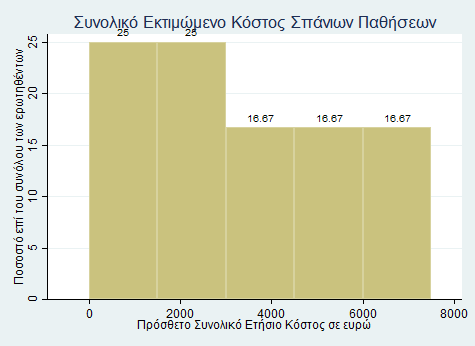 Συνολικό Εκτιμώμενο Κόστος Σπάνιων Παθήσεων
25 25
16.67 16.67 16.67
Ποσοστό επί του συνόλου των ερωτηθέντων
25
20
15
10
5
0
0 2000 4000 6000 8000
Πρόσθετο Συνολικό Ετήσιο Κόστος σε ευρώ